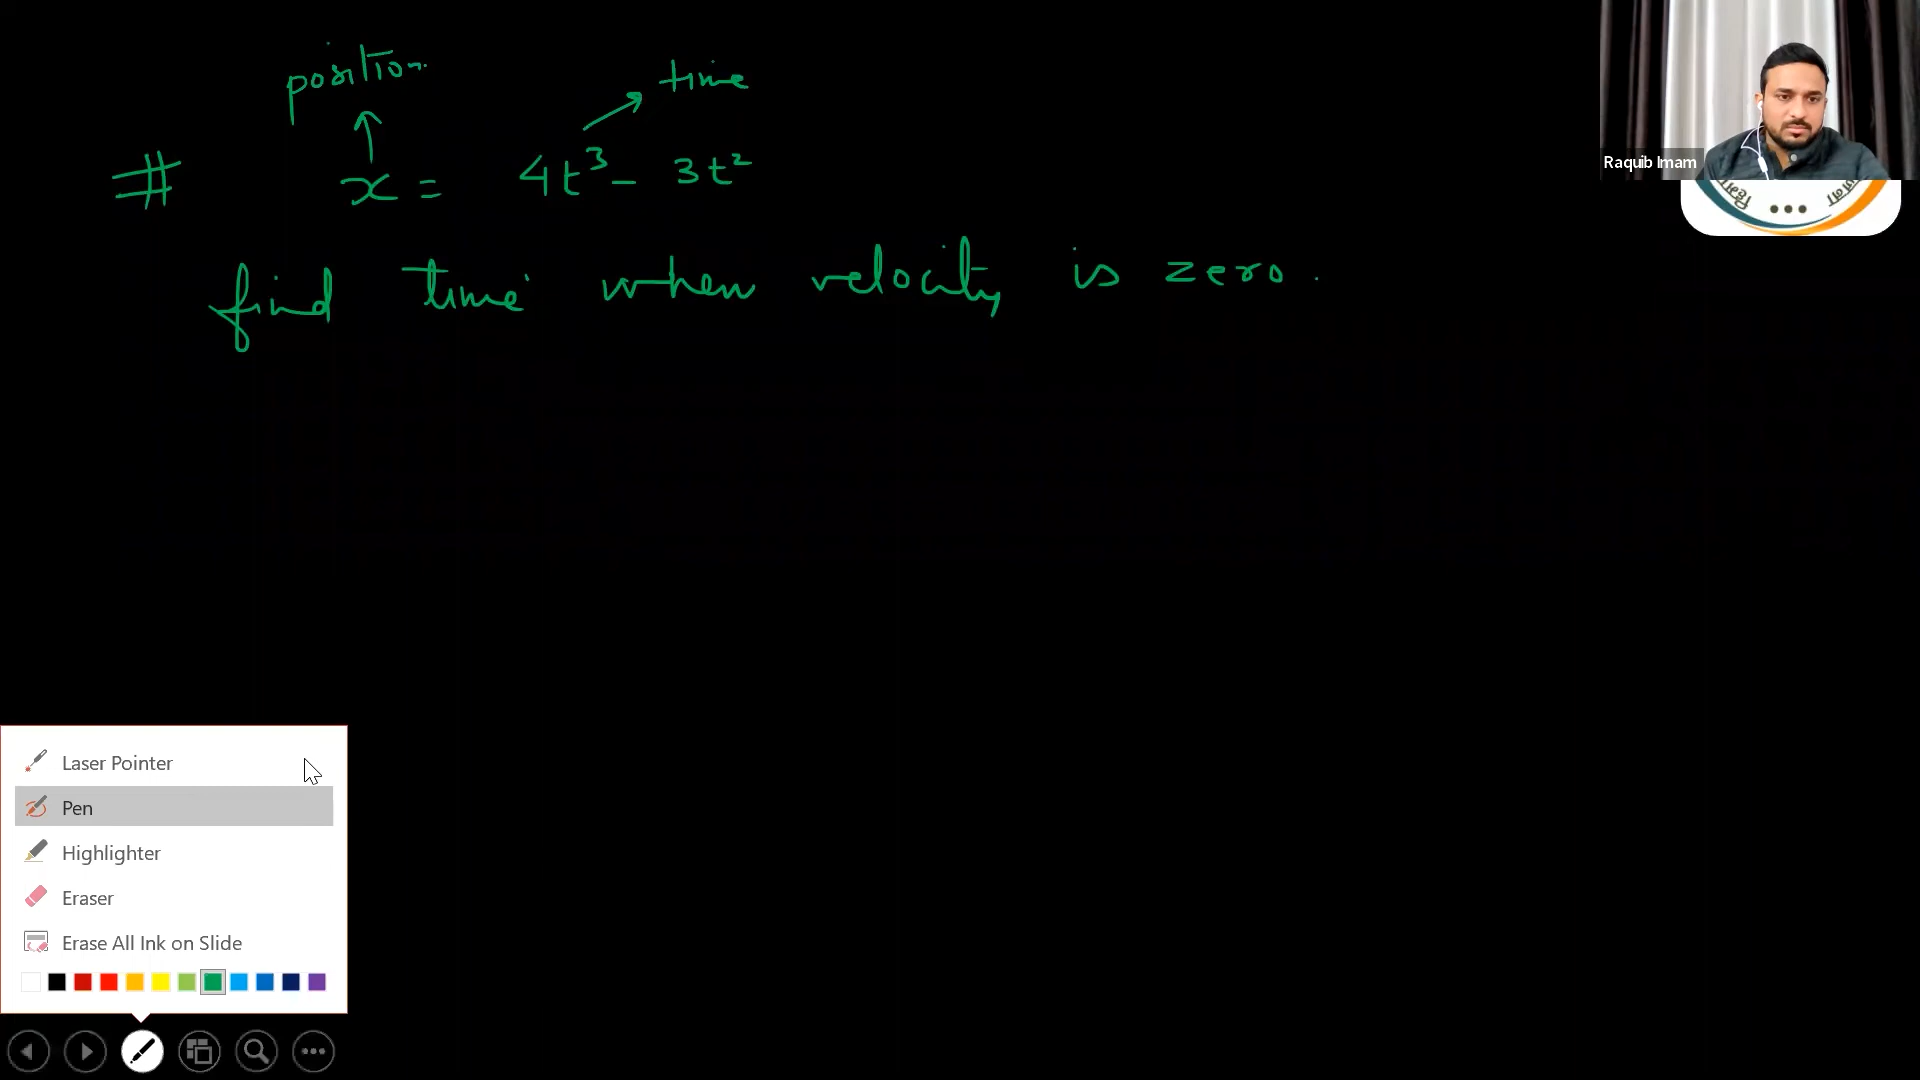 position
time
# x = 4t³ - 3t²
find time when velocity is zero.
Raquib Imam
Laser Pointer
Pen
Highlighter
Eraser
Erase All Ink on Slide